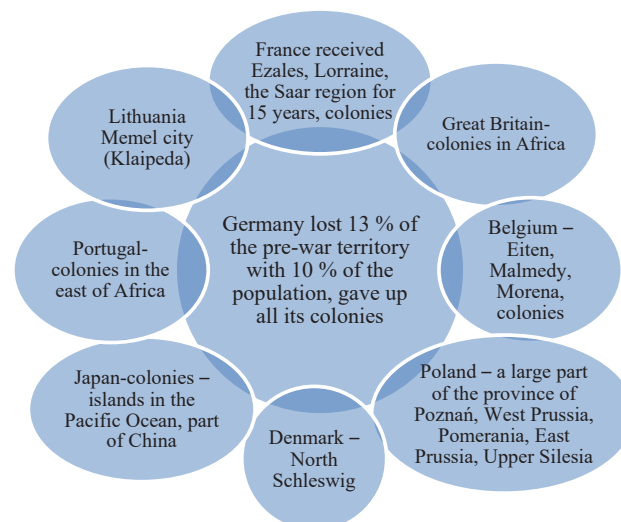 France received
Ezales, Lorraine,
the Saar region for
15 years, colonies
Great Britain-
colonies in Africa
Belgium –
Eiten,
Malmedy,
Morena,
colonies
Poland – a large part
of the province of
Poznań, West Prussia,
Pomerania, East
Prussia, Upper Silesia
Denmark –
North
Schleswig
Japan-colonies –
islands in the
Pacific Ocean, part
of China
Portugal-
colonies in the
east of Africa
Lithuania
Memel city
(Klaipeda)
Germany lost 13 % of
the pre-war territory
with 10 % of the
population, gave up
all its colonies